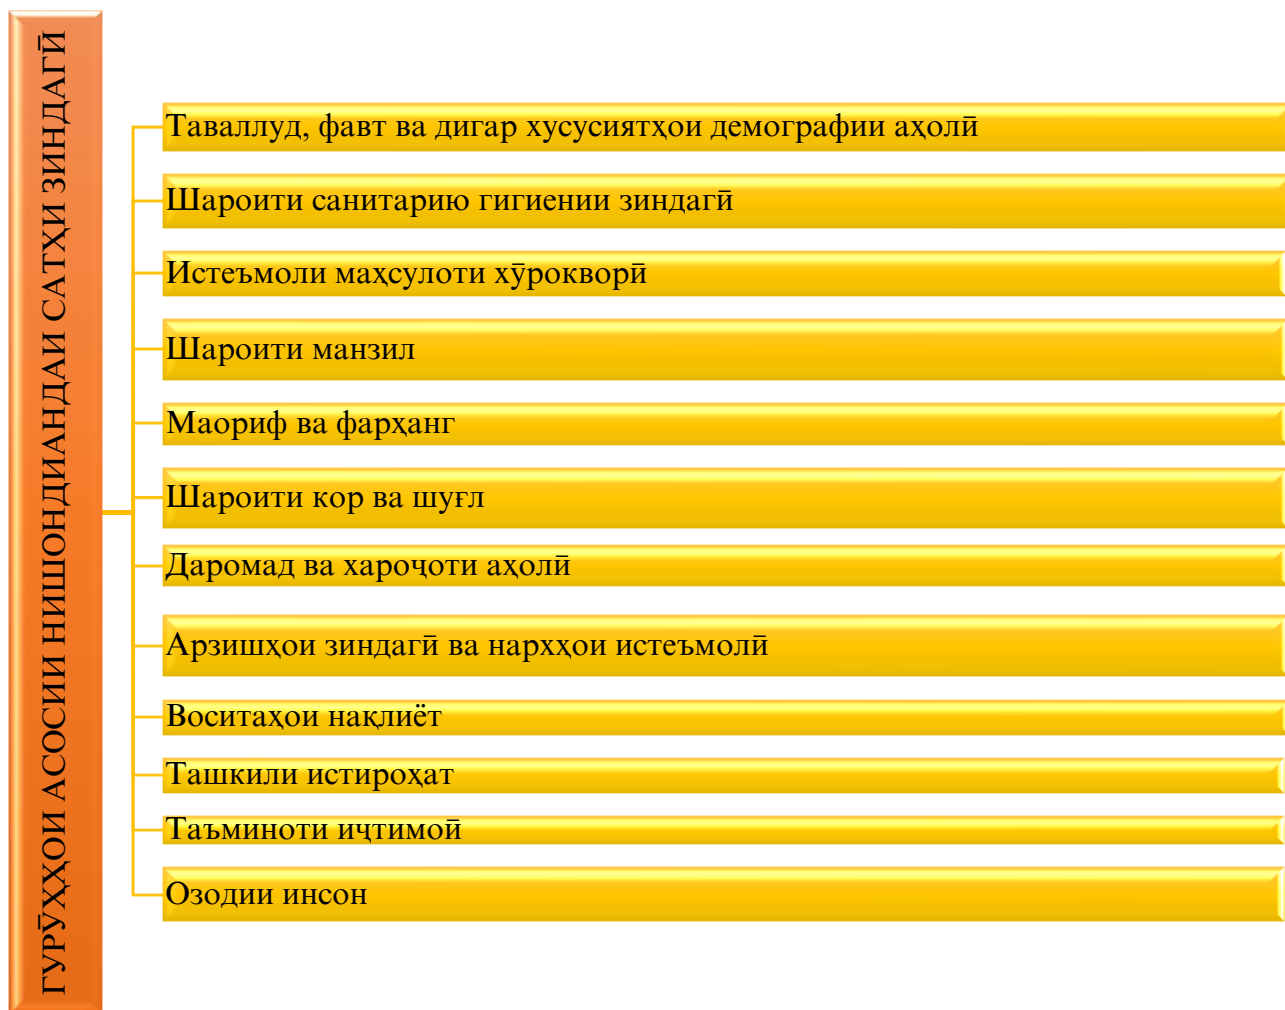 ГУРӮҲҲОИ АСОСИИ НИШОНДИАНДАИ САТҲИ ЗИНДАГӢ
Таваллуд, фавт ва дигар хусусиятҳои демографии аҳолӣ
Шароити санитарию гигиении зиндагӣ
Истеъмоли маҳсулоти хӯрокворӣ
Шароити манзил
Маориф ва фарҳанг
Шароити кор ва шуғл
Даромад ва хароҷоти аҳолӣ
Арзишҳои зиндагӣ ва нархҳои истеъмолӣ
Воситаҳои нақлиёт
Ташкили истироҳат
Таъминоти иҷтимоӣ
Озодии инсон